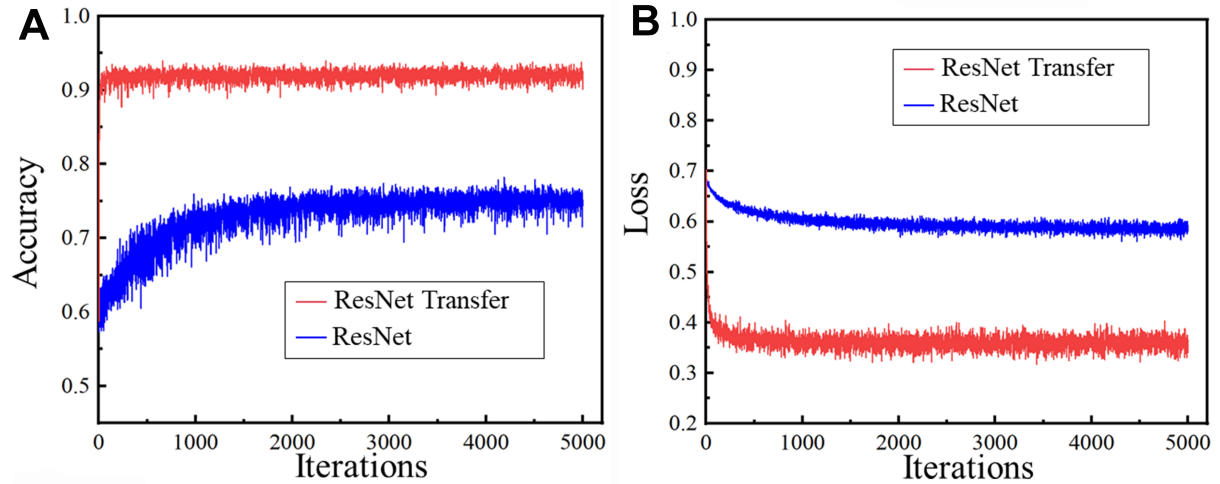 A
1.0
0.9
0.8
0.7
0.6
0.5
Accuracy
ResNet Transfer
ResNet
0 1000 2000 3000 4000 5000
Iterations
B
1.0
0.9
0.8
0.7
0.6
0.5
0.4
0.3
0.2
Loss
ResNet Transfer
ResNet
0 1000 2000 3000 4000 5000
Iterations